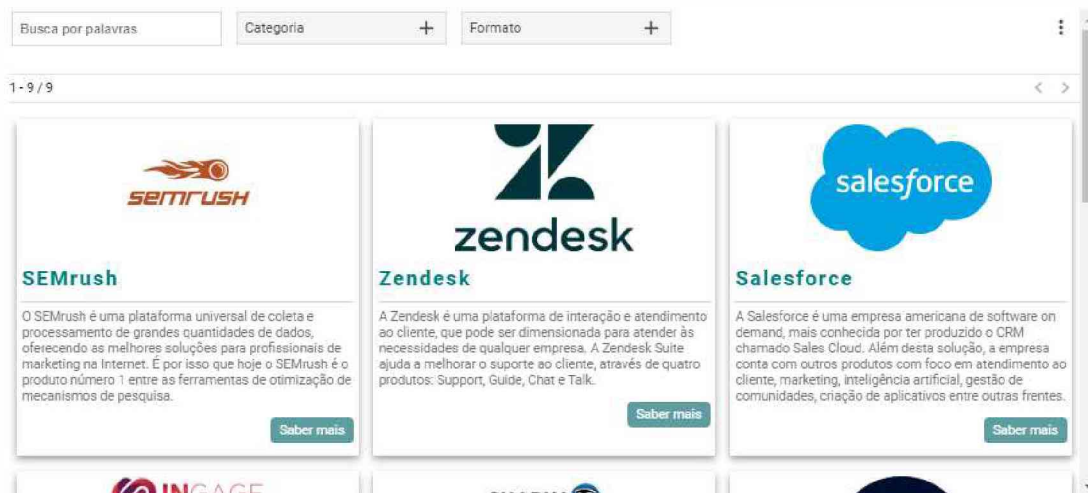 Busca por palavras
Categoria +
Formato +
1 - 9 / 9
< >
semrush
zendesk
salesforce
SEMrush
O SEMrush é uma plataforma universal de coleta e
processamento de grandes quantidades de dados,
oferecendo as melhores soluções para profissionais de
marketing na Internet. É por isso que hoje o SEMrush é o
produto número 1 entre as ferramentas de otimização de
mecanismos de pesquisa.
Saber mais
Zendesk
A Zendesk é uma plataforma de interação e atendimento
ao cliente, que pode ser dimensionada para atender às
necessidades de qualquer empresa. A Zendesk Suite
ajuda a melhorar o suporte ao cliente, através de quatro
produtos: Support, Guide, Chat e Talk.
Saber mais
Salesforce
A Salesforce é uma empresa americana de software on
demand, mais conhecida por ter produzido o CRM
chamado Sales Cloud. Além desta solução, a empresa
conta com outros produtos com foco em atendimento ao
cliente, marketing, inteligência artificial, gestão de
comunidades, criação de aplicativos entre outras frentes.
Saber mais
INGAGE